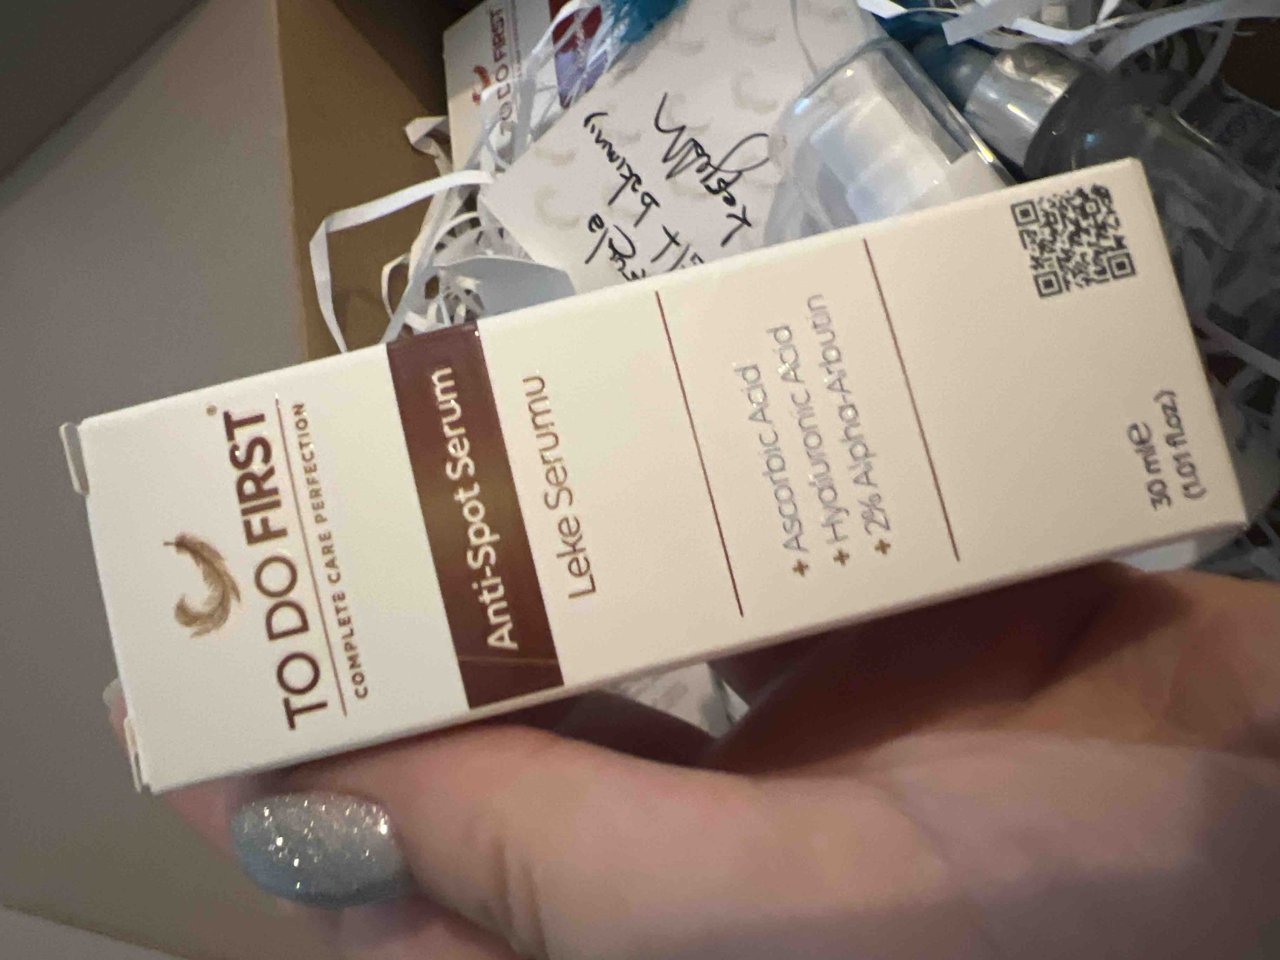 TO DO FIRST®
COMPLETE CARE PERFECTION
Anti-Spot Serum
Leke Serumu
+ Ascorbic Acid
+ Hyaluronic Acid
+ 2% Alpha-Arbutin
30 ml e
(1.01 fl.oz)
TO DO FIRST
bakımını